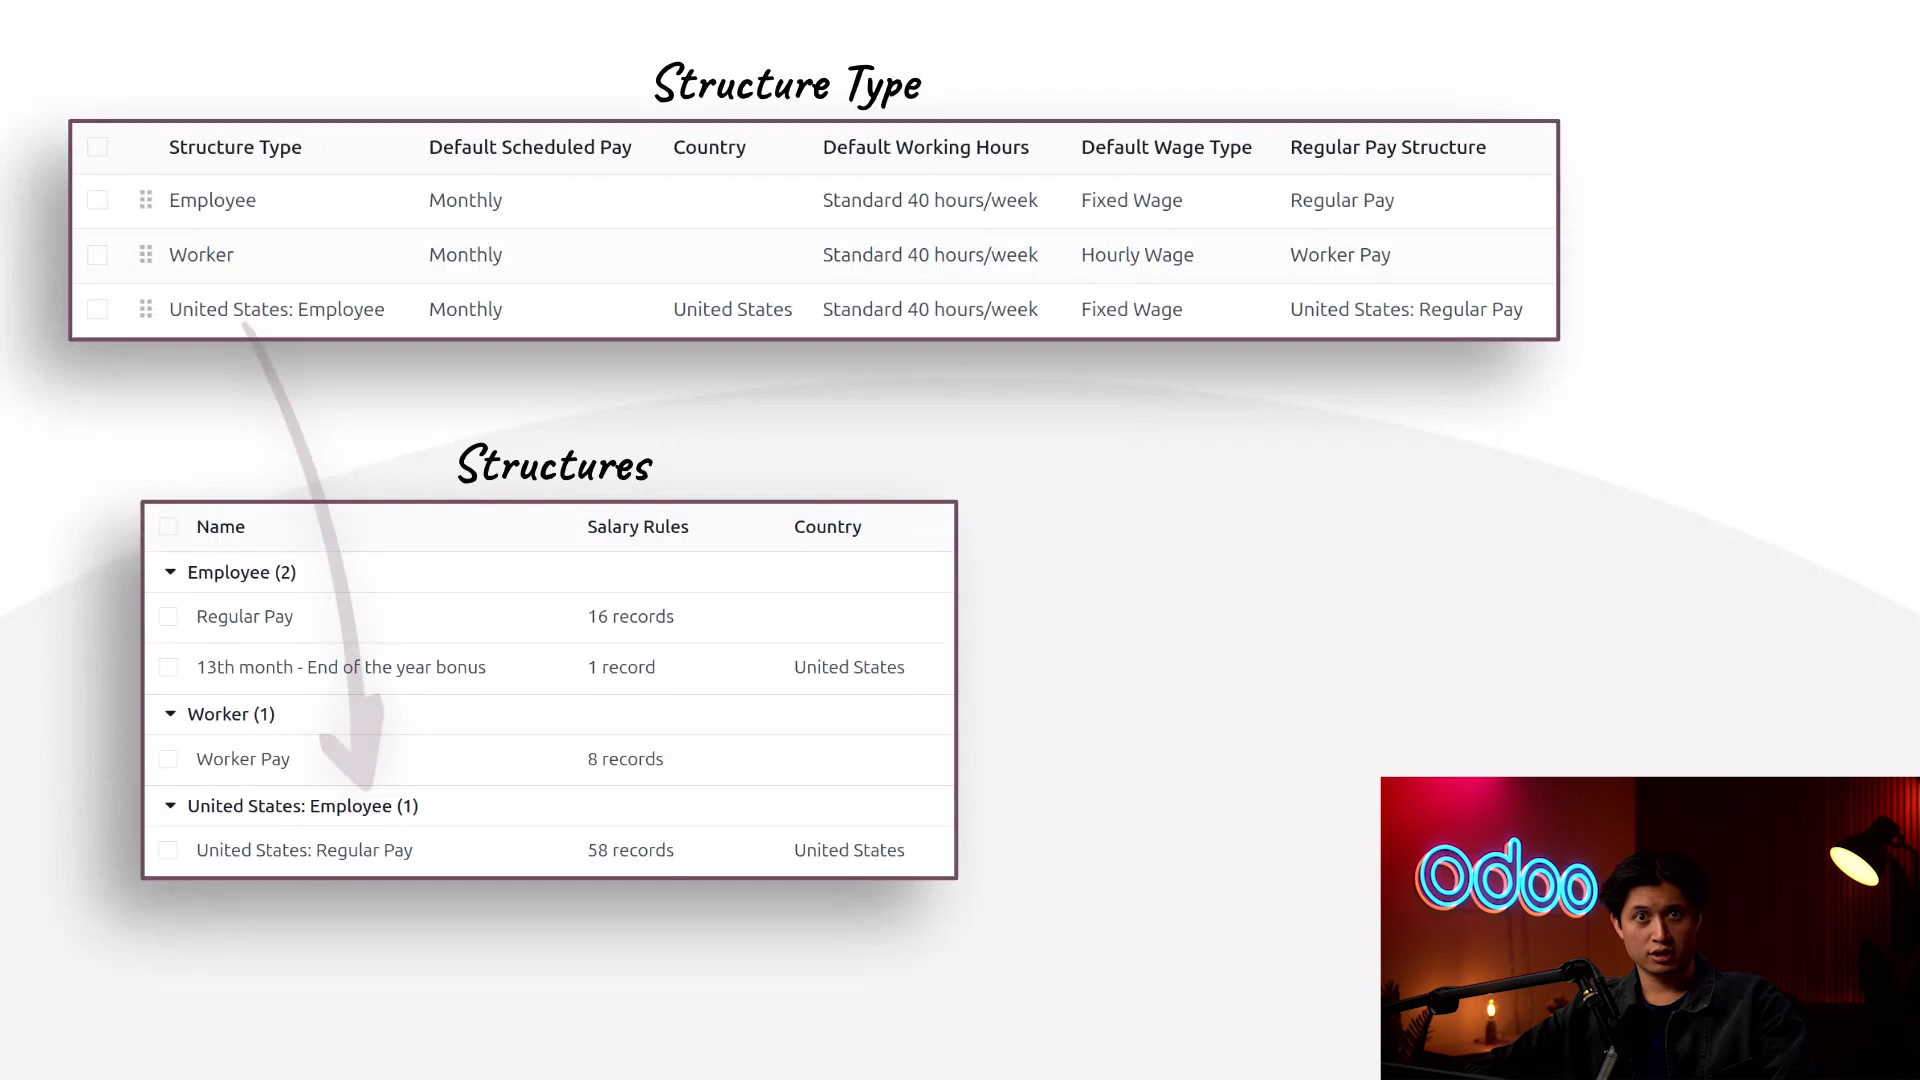 Structure Type
Structure Type Default Scheduled Pay Country Default Working Hours Default Wage Type Regular Pay Structure
Employee Monthly Standard 40 hours/week Fixed Wage Regular Pay
Worker Monthly Standard 40 hours/week Hourly Wage Worker Pay
United States: Employee Monthly United States Standard 40 hours/week Fixed Wage United States: Regular Pay
Structures
Name Salary Rules Country
Employee (2)
Regular Pay 16 records
13th month - End of the year bonus 1 record United States
Worker (1)
Worker Pay 8 records
United States: Employee (1)
United States: Regular Pay 58 records United States
odoo